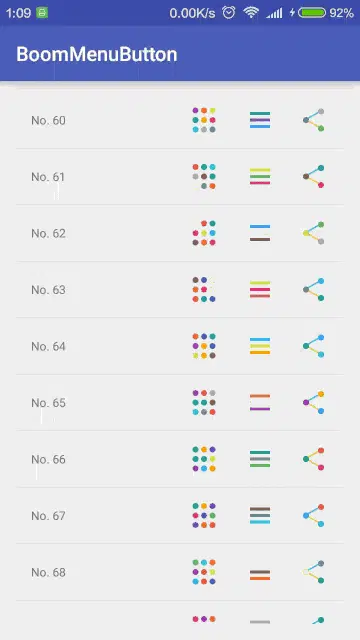 1:09 0.00K/s 92%
BoomMenuButton
No. 60
No. 61
No. 62
No. 63
No. 64
No. 65
No. 66
No. 67
No. 68